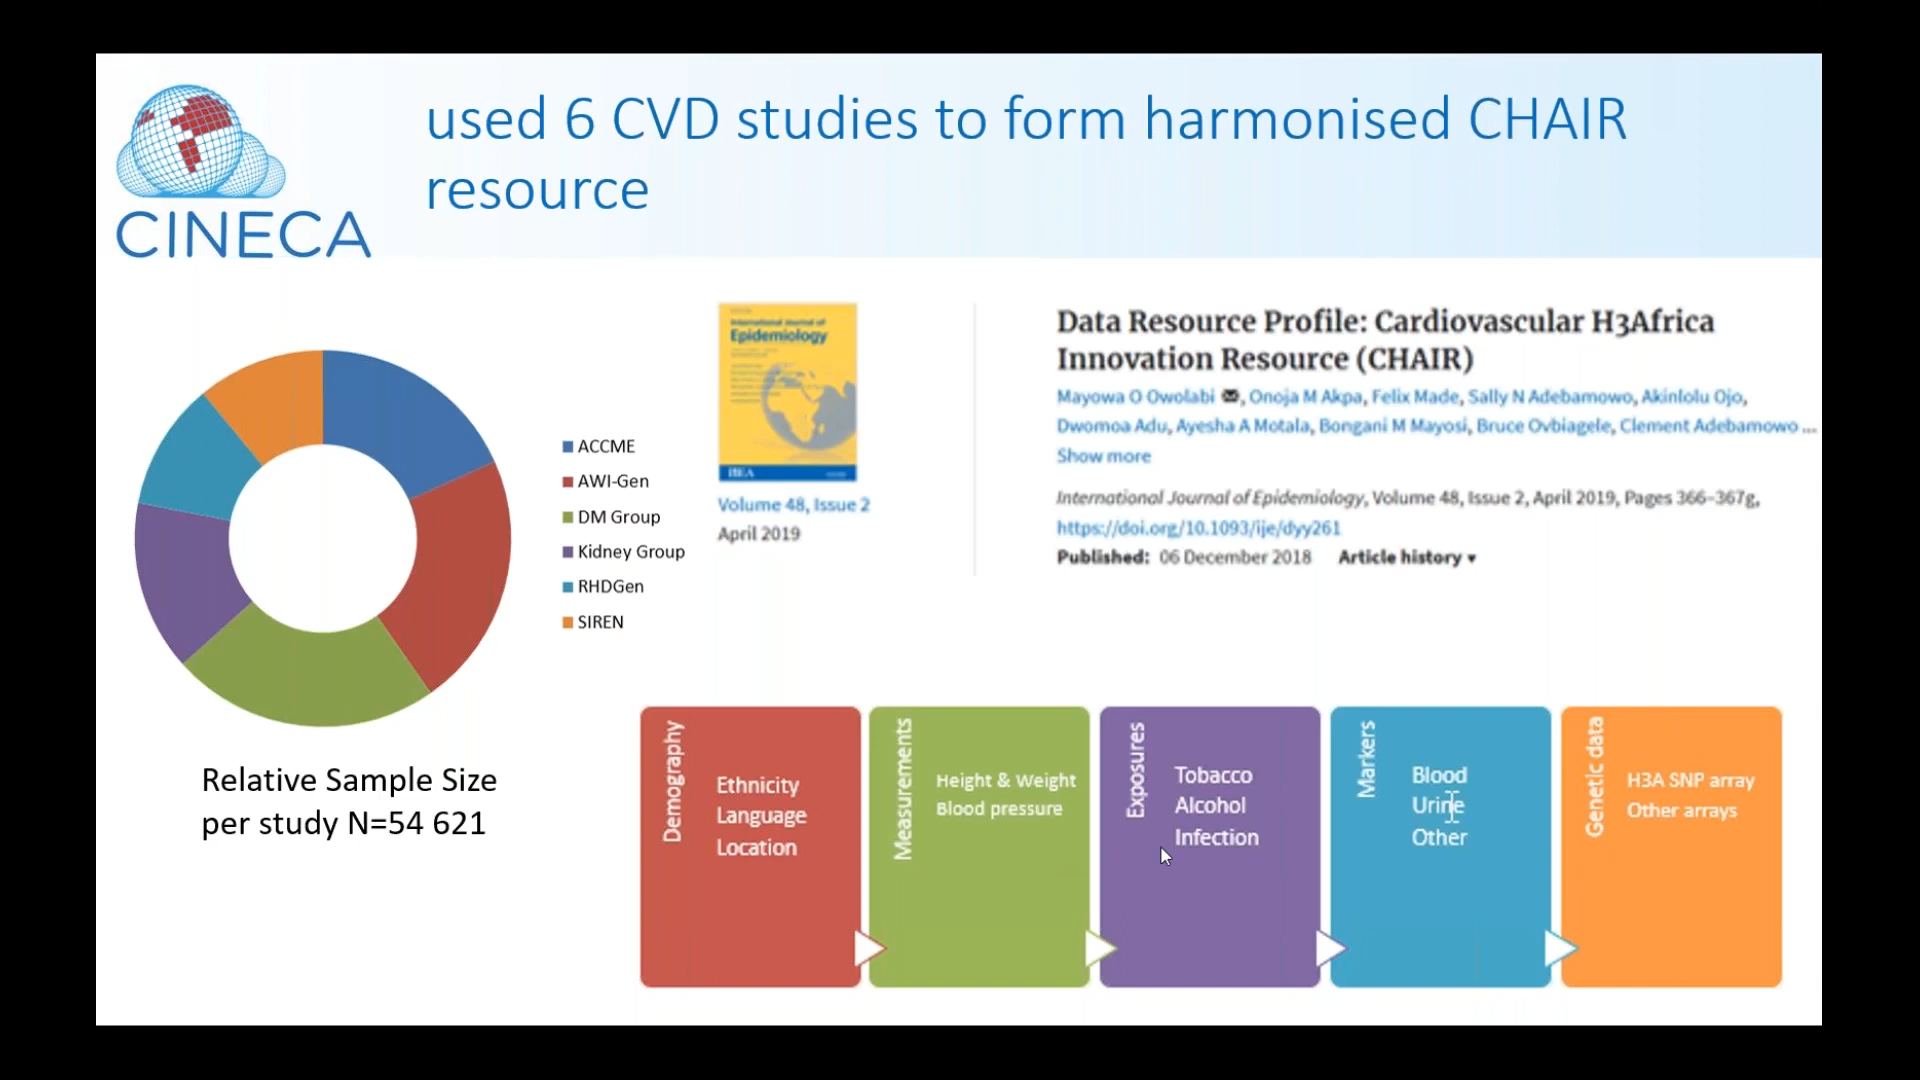 used 6 CVD studies to form harmonised CHAIR
resource
CINECA
ACCME
AWI-Gen
DM Group
Kidney Group
RHDGen
SIREN
Relative Sample Size
per study N=54 621
International Journal of
Epidemiology
IEA
Volume 48, Issue 2
April 2019
Data Resource Profile: Cardiovascular H3Africa
Innovation Resource (CHAIR)
Mayowa O Owolabi ✉, Onoja M Akpa, Felix Made, Sally N Adebamowo, Akinlolu Ojo,
Dwomoa Adu, Ayesha A Motala, Bongani M Mayosi, Bruce Ovbiagele, Clement Adebamowo ...
Show more
International Journal of Epidemiology, Volume 48, Issue 2, April 2019, Pages 366–367g,
https://doi.org/10.1093/ije/dyy261
Published: 06 December 2018 Article history ▾
Demography
Ethnicity
Language
Location
Measurements
Height & Weight
Blood pressure
Exposures
Tobacco
Alcohol
Infection
Markers
Blood
Urine
Other
Genetic data
H3A SNP array
Other arrays